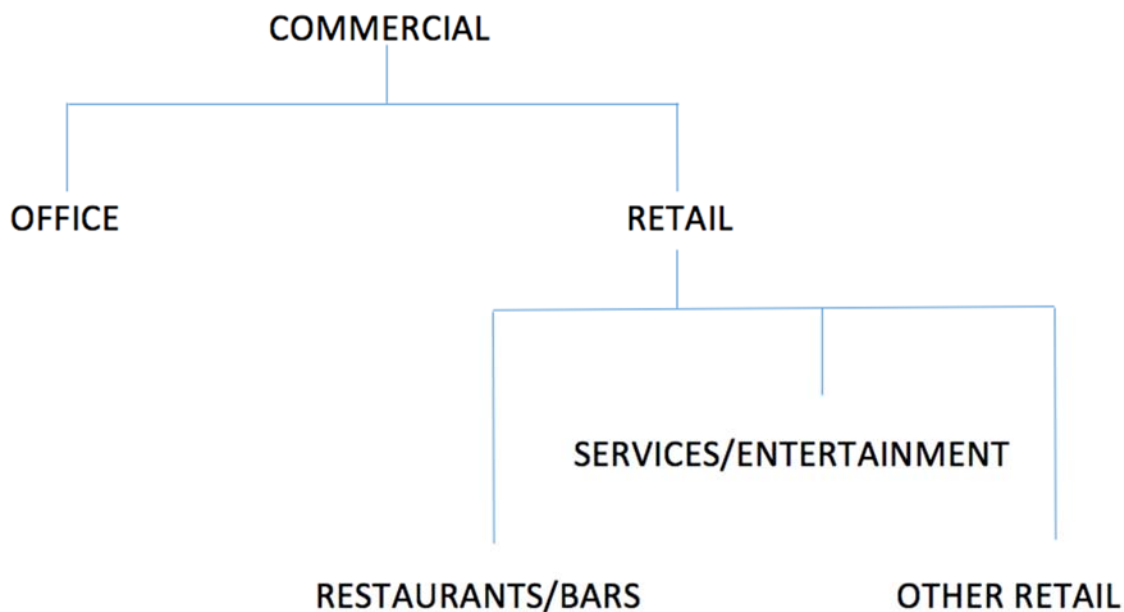 COMMERCIAL
OFFICE
RETAIL
SERVICES/ENTERTAINMENT
RESTAURANTS/BARS
OTHER RETAIL